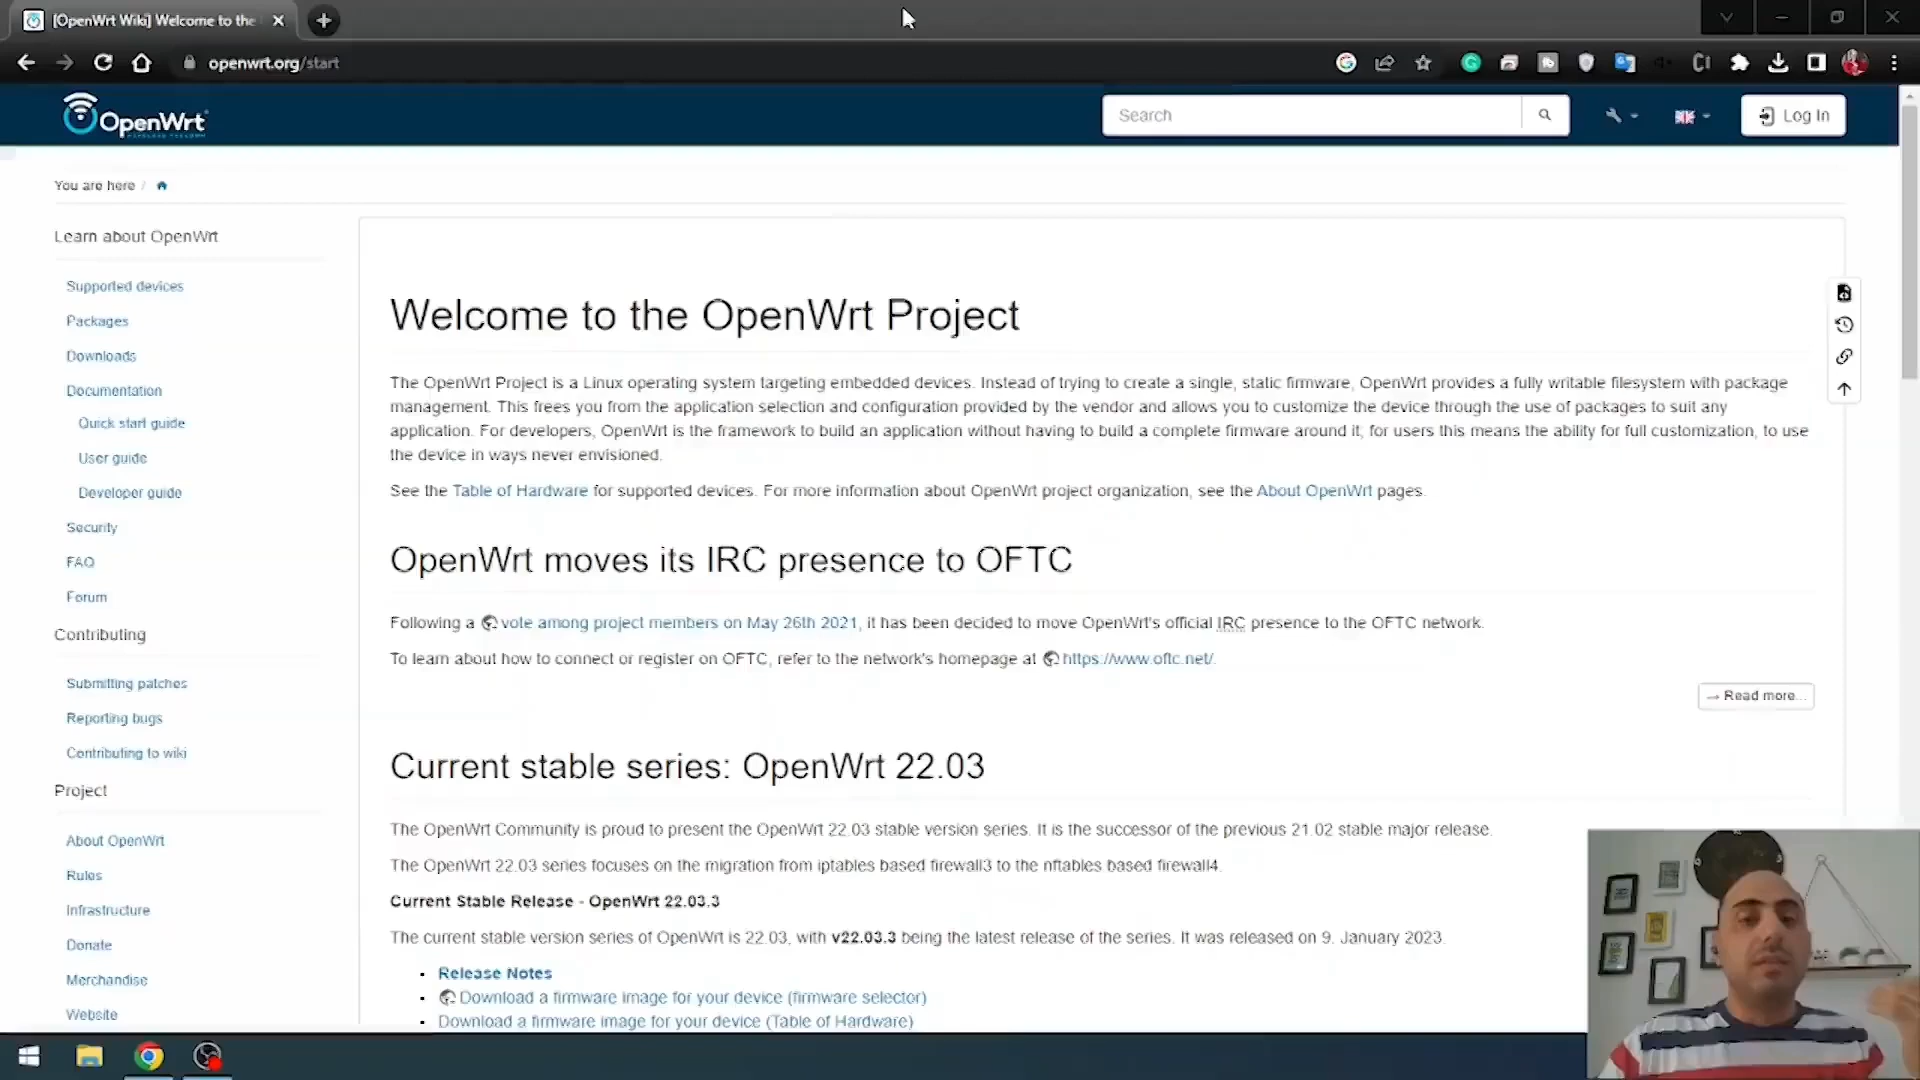 [OpenWrt Wiki] Welcome to the
openwrt.org/start
OpenWrt
Search
Log In
You are here /
Learn about OpenWrt
Supported devices
Packages
Downloads
Documentation
Quick start guide
User guide
Developer guide
Security
FAQ
Forum
Contributing
Submitting patches
Reporting bugs
Contributing to wiki
Project
About OpenWrt
Rules
Infrastructure
Donate
Merchandise
Website
Welcome to the OpenWrt Project
The OpenWrt Project is a Linux operating system targeting embedded devices. Instead of trying to create a single, static firmware, OpenWrt provides a fully writable filesystem with package
management. This frees you from the application selection and configuration provided by the vendor and allows you to customize the device through the use of packages to suit any
application. For developers, OpenWrt is the framework to build an application without having to build a complete firmware around it; for users this means the ability for full customization, to use
the device in ways never envisioned.
See the Table of Hardware for supported devices. For more information about OpenWrt project organization, see the About OpenWrt pages.
OpenWrt moves its IRC presence to OFTC
Following a vote among project members on May 26th 2021, it has been decided to move OpenWrt's official IRC presence to the OFTC network.
To learn about how to connect or register on OFTC, refer to the network's homepage at https://www.oftc.net/.
→ Read more...
Current stable series: OpenWrt 22.03
The OpenWrt Community is proud to present the OpenWrt 22.03 stable version series. It is the successor of the previous 21.02 stable major release.
The OpenWrt 22.03 series focuses on the migration from iptables based firewall3 to the nftables based firewall4.
Current Stable Release - OpenWrt 22.03.3
The current stable version series of OpenWrt is 22.03, with v22.03.3 being the latest release of the series. It was released on 9. January 2023.
Release Notes
Download a firmware image for your device (firmware selector)
Download a firmware image for your device (Table of Hardware)